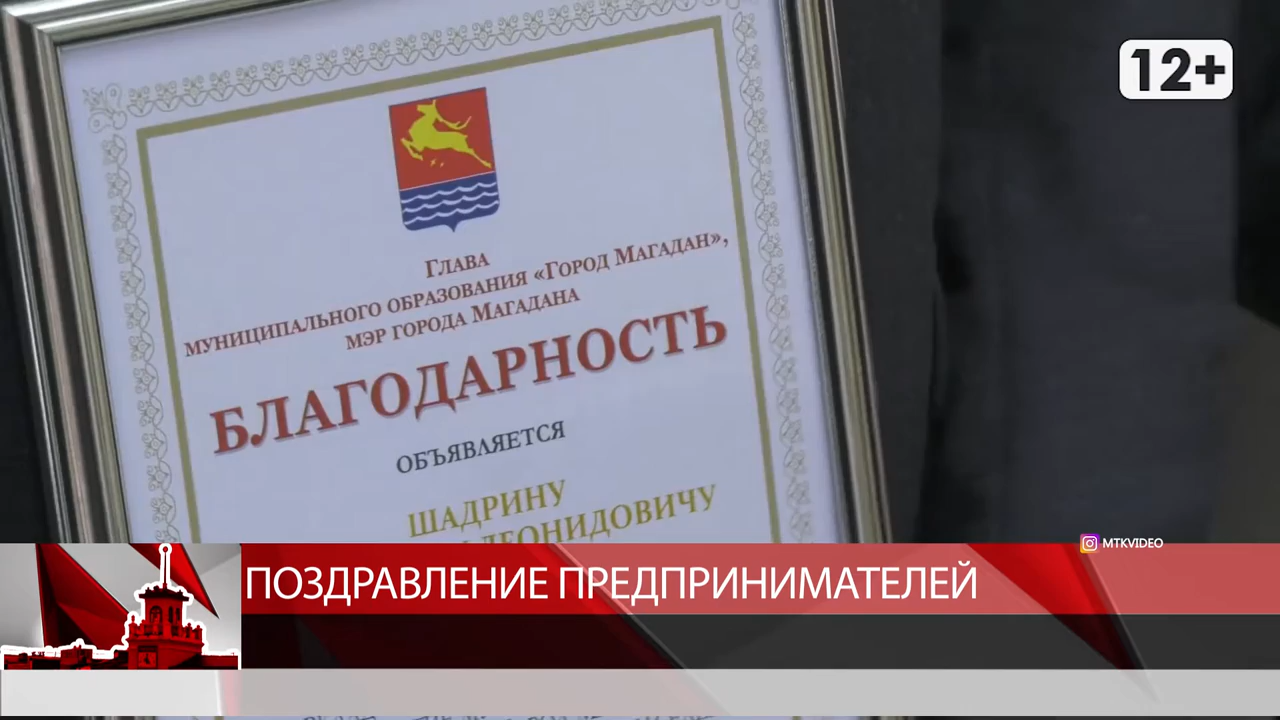 12+
Глава
муниципального образования «Город Магадан»,
мэр города Магадана
БЛАГОДАРНОСТЬ
ОБЪЯВЛЯЕТСЯ
ШАДРИНУ
ЛЕОНИДОВИЧУ
MTKVIDEO
ПОЗДРАВЛЕНИЕ ПРЕДПРИНИМАТЕЛЕЙ